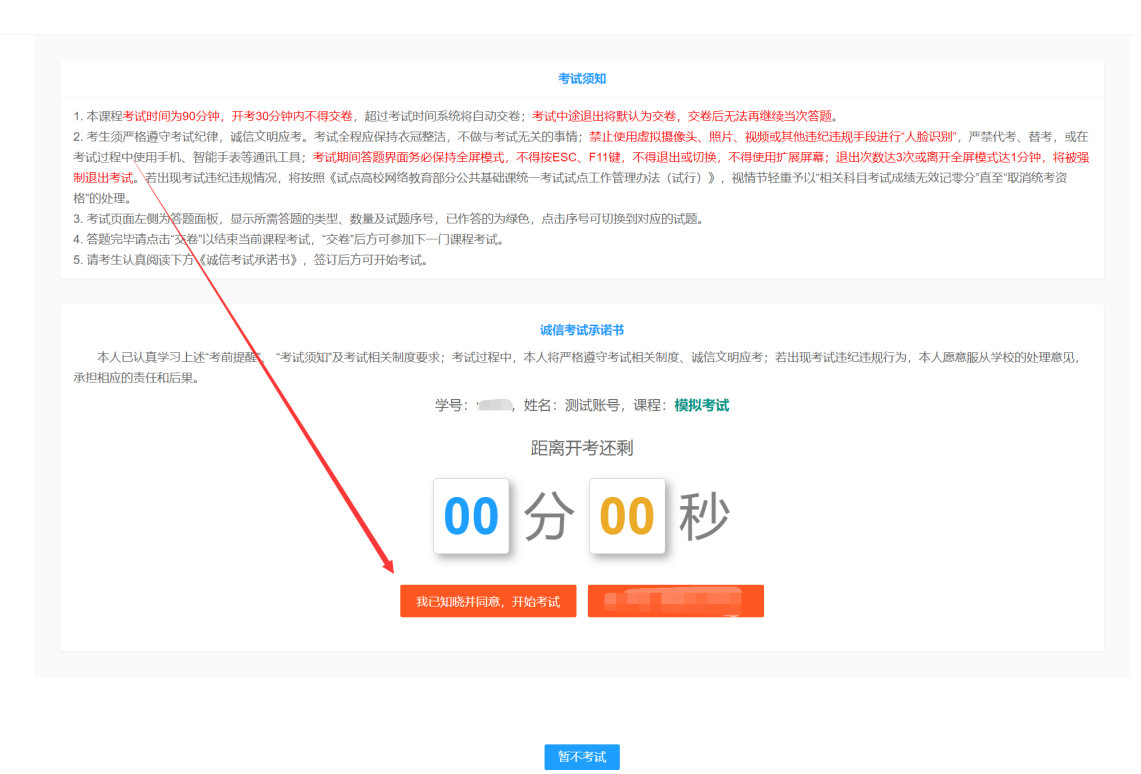 考试须知
1. 本课程考试时间为90分钟，开考30分钟内不得交卷，超过考试时间系统将自动交卷；考试中途退出将默认为交卷，交卷后无法再继续当次答题。
2. 考生须严格遵守考试纪律，诚信文明应考。考试全程应保持衣冠整洁，不做与考试无关的事情；禁止使用虚拟摄像头、照片、视频或其他违纪违规手段进行“人脸识别”，严禁代考、替考，或在
考试过程中使用手机、智能手表等通讯工具；考试期间答题界面务必保持全屏模式，不得按ESC、F11键，不得退出或切换，不得使用扩展屏幕；退出次数达3次或离开全屏模式达1分钟，将被强
制退出考试。若出现考试违纪违规情况，将按照《试点高校网络教育部分公共基础课统一考试试点工作管理办法（试行）》，视情节轻重予以“相关科目考试成绩无效记零分”直至“取消统考资
格”的处理。
3. 考试页面左侧为答题面板，显示所需答题的类型、数量及试题序号，已作答的为绿色，点击序号可切换到对应的试题。
4. 答题完毕请点击“交卷”以结束当前课程考试，“交卷”后方可参加下一门课程考试。
5. 请考生认真阅读下方《诚信考试承诺书》，签订后方可开始考试。
诚信考试承诺书
本人已认真学习上述“考前提醒”、“考试须知”及考试相关制度要求；考试过程中，本人将严格遵守考试相关制度、诚信文明应考；若出现考试违纪违规行为，本人愿意服从学校的处理意见，
承担相应的责任和后果。
学号： ，姓名：测试账号，课程：模拟考试
距离开考还剩
00 分 00 秒
我已知晓并同意，开始考试
暂不考试